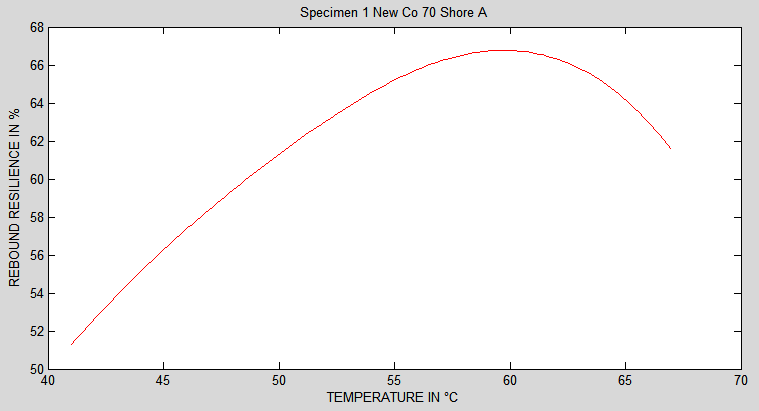 Specimen 1 New Co 70 Shore A
68
66
64
62
60
58
56
54
52
50
REBOUND RESILIENCE IN %
40 45 50 55 60 65 70
TEMPERATURE IN °C